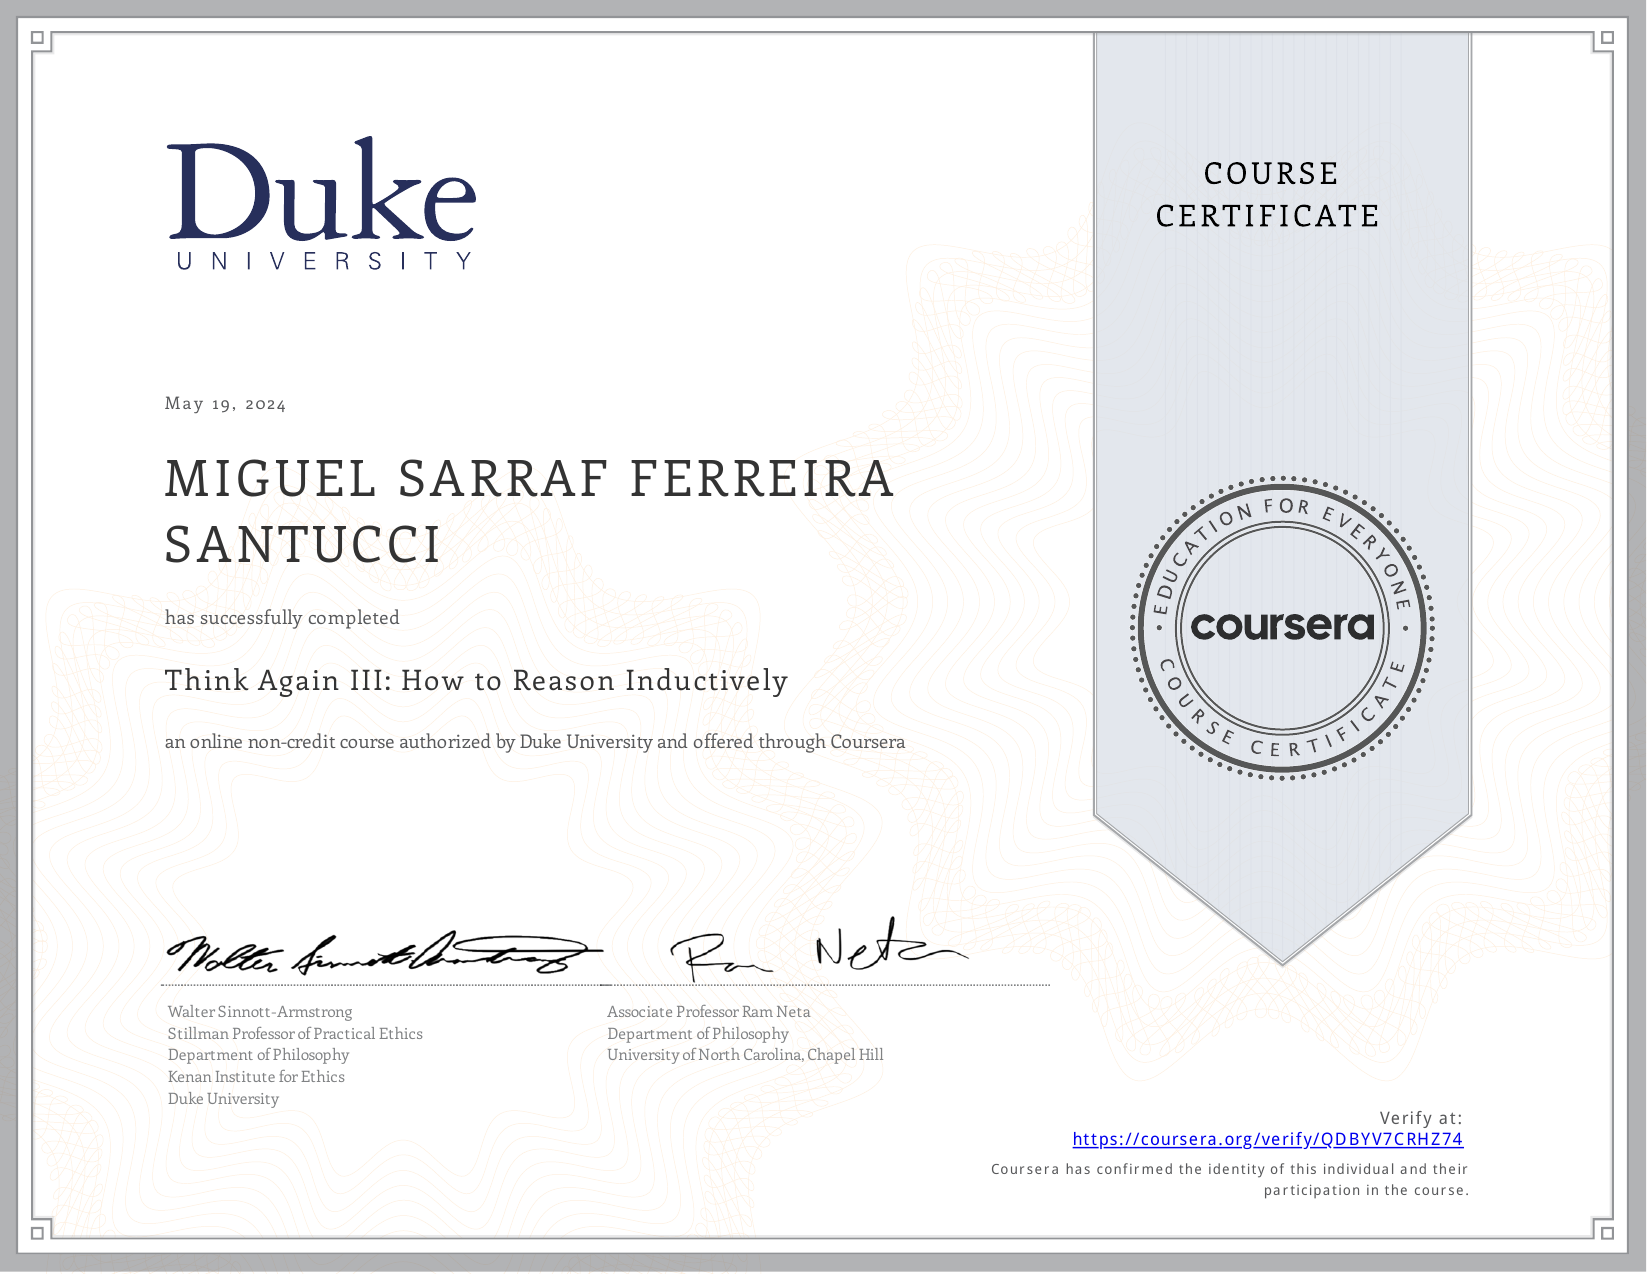 Duke
UNIVERSITY
COURSE
CERTIFICATE
May 19, 2024
MIGUEL SARRAF FERREIRA
SANTUCCI
has successfully completed
Think Again III: How to Reason Inductively
an online non-credit course authorized by Duke University and offered through Coursera
EDUCATION FOR EVERYONE
coursera
COURSE CERTIFICATE
Walter Sinnott-Armstrong
Ram Neta
Walter Sinnott-Armstrong
Stillman Professor of Practical Ethics
Department of Philosophy
Kenan Institute for Ethics
Duke University
Associate Professor Ram Neta
Department of Philosophy
University of North Carolina, Chapel Hill
Verify at:
https://coursera.org/verify/QDBYV7CRHZ74
Coursera has confirmed the identity of this individual and their
participation in the course.